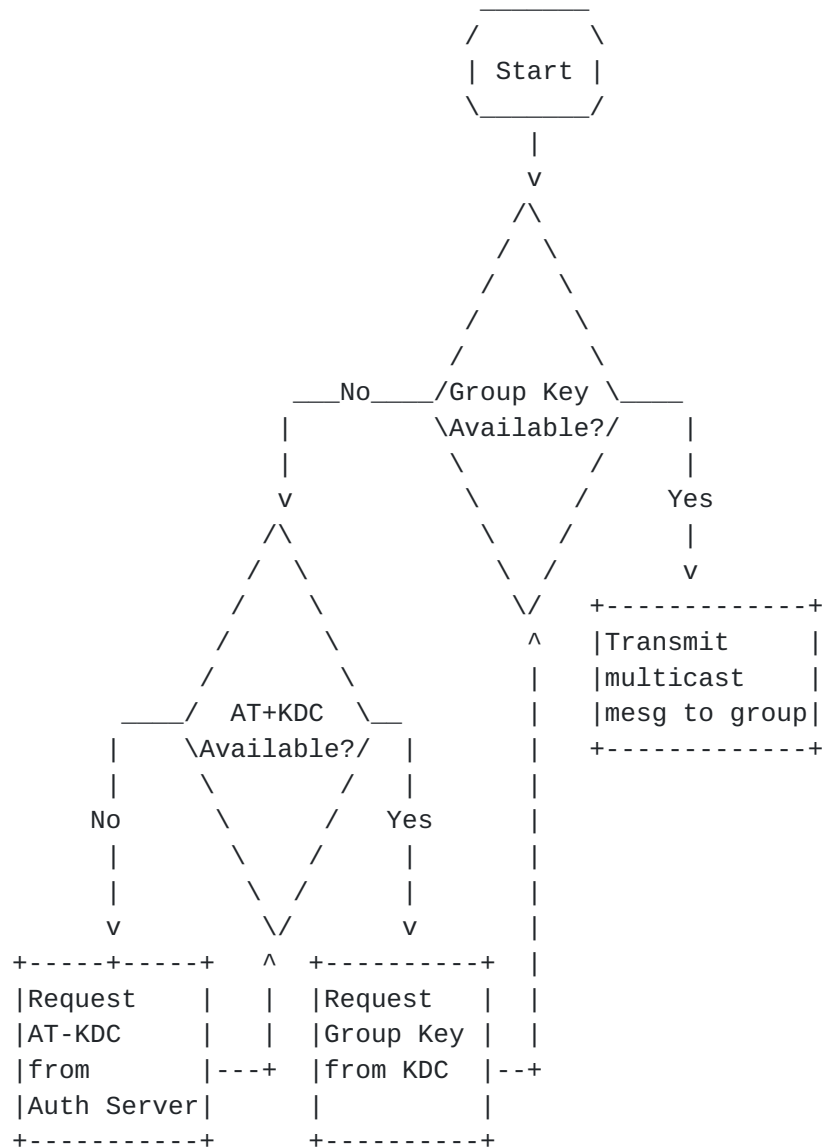 Start
No Group Key
Available?
Yes
Transmit
multicast
mesg to group
AT+KDC
Available?
No Yes
Request
AT-KDC
from
Auth Server
Request
Group Key
from KDC